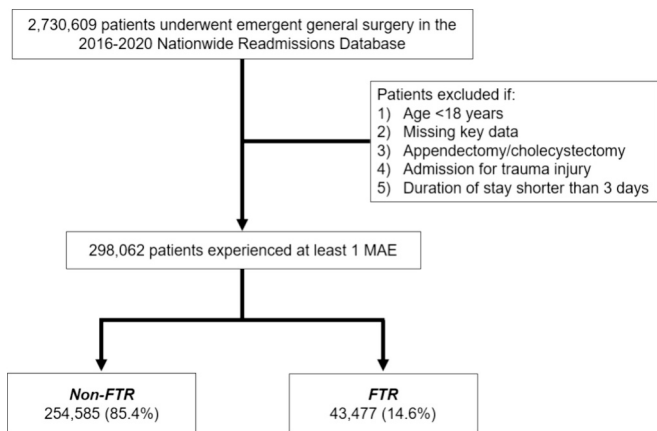 2,730,609 patients underwent emergent general surgery in the
2016-2020 Nationwide Readmissions Database
Patients excluded if:
1) Age <18 years
2) Missing key data
3) Appendectomy/cholecystectomy
4) Admission for trauma injury
5) Duration of stay shorter than 3 days
298,062 patients experienced at least 1 MAE
Non-FTR
254,585 (85.4%)
FTR
43,477 (14.6%)